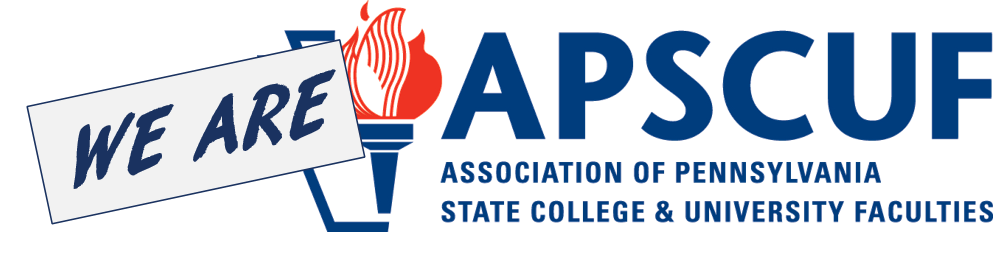 WE ARE
APSCUF
ASSOCIATION OF PENNSYLVANIA
STATE COLLEGE & UNIVERSITY FACULTIES